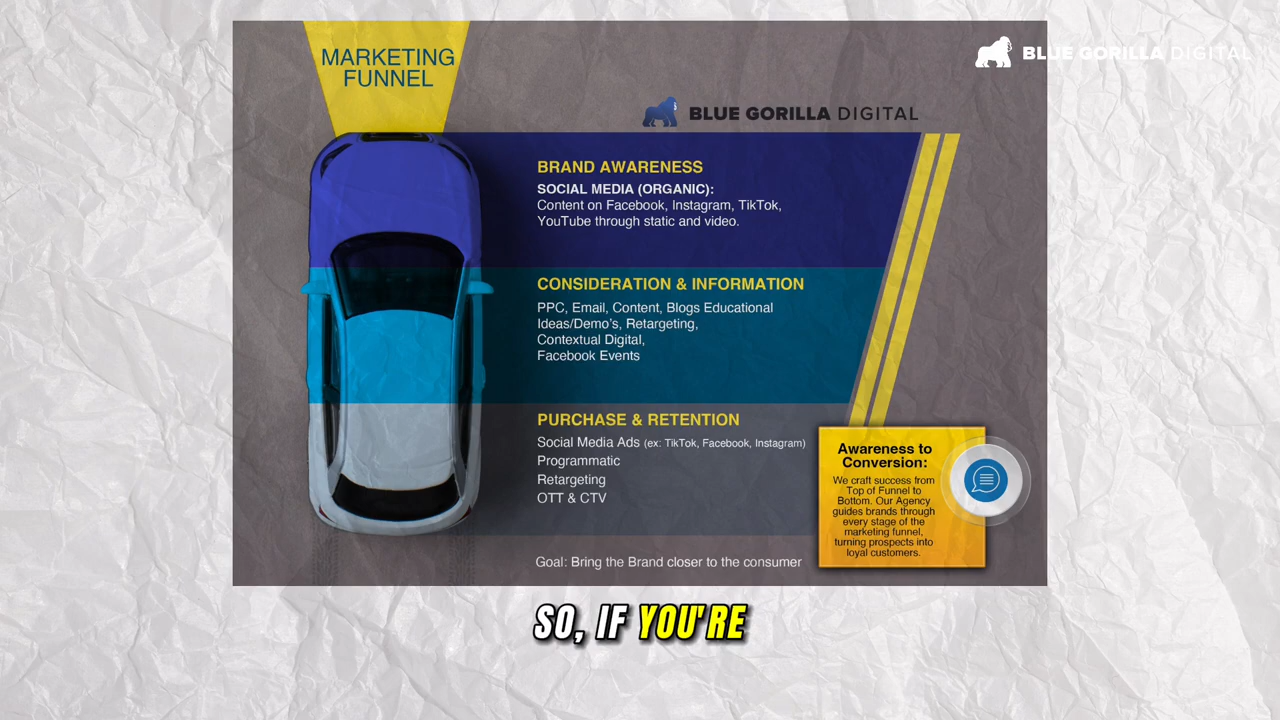 MARKETING
FUNNEL
BLUE GORILLA DIGITAL
BLUE GORILLA DIGITAL
BRAND AWARENESS
SOCIAL MEDIA (ORGANIC):
Content on Facebook, Instagram, TikTok,
YouTube through static and video.
CONSIDERATION & INFORMATION
PPC, Email, Content, Blogs Educational
Ideas/Demo's, Retargeting,
Contextual Digital,
Facebook Events
PURCHASE & RETENTION
Social Media Ads (ex: TikTok, Facebook, Instagram)
Programmatic
Retargeting
OTT & CTV
Awareness to
Conversion:
We craft success from
Top of Funnel to
Bottom. Our Agency
guides brands through
every stage of the
marketing funnel,
turning prospects into
loyal customers.
Goal: Bring the Brand closer to the consumer
SO, IF YOU'RE